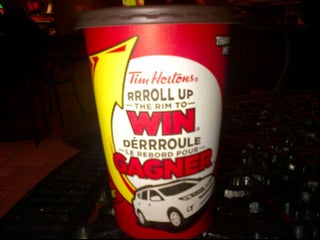 Tim Hortons®
RRROLL UP
THE RIM TO
WIN®
DÉRRROULE
LE REBORD POUR
GAGNER